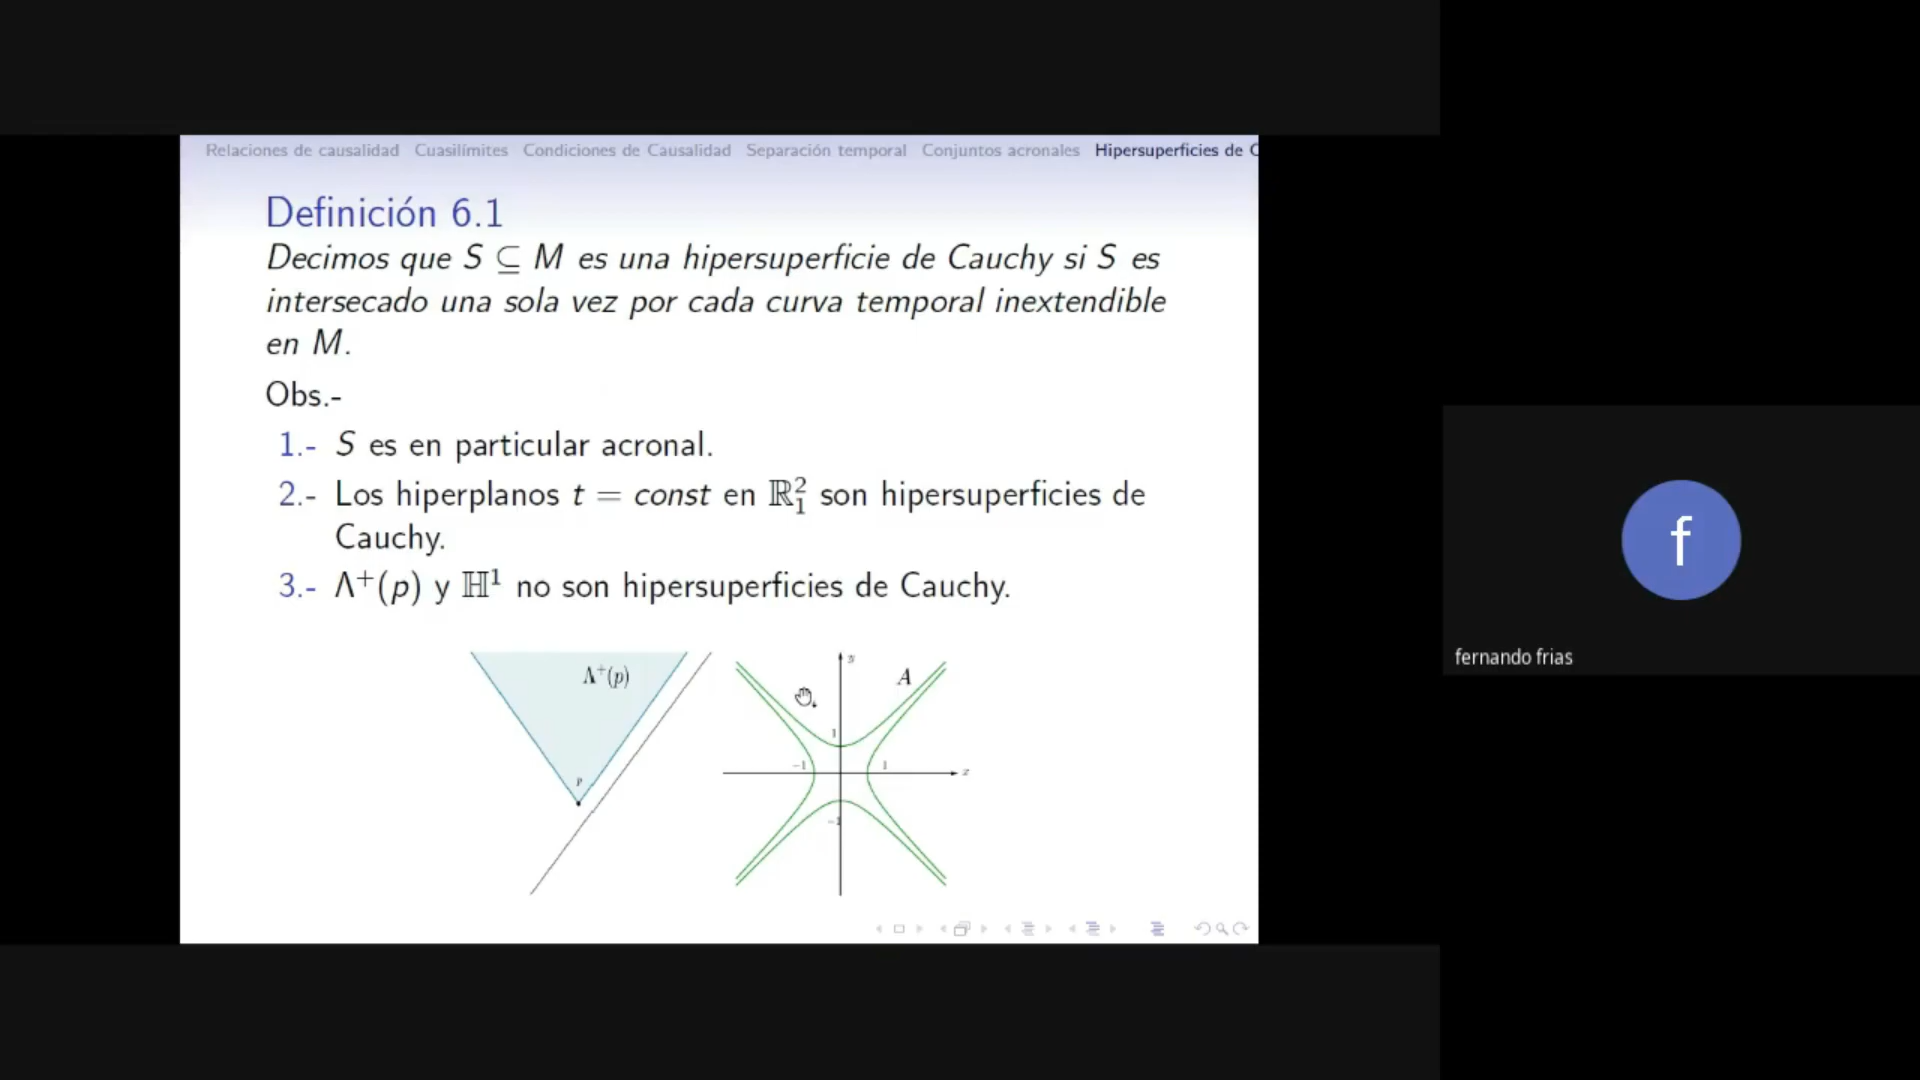 Relaciones de causalidad Cuasilímites Condiciones de Causalidad Separación temporal Conjuntos acronales Hipersuperficies de C
Definición 6.1
Decimos que S ⊆ M es una hipersuperficie de Cauchy si S es
intersecado una sola vez por cada curva temporal inextendible
en M.
Obs.-
1.- S es en particular acronal.
2.- Los hiperplanos t = const en ℝ²₁ son hipersuperficies de
Cauchy.
3.- Λ⁺(p) y ℍ¹ no son hipersuperficies de Cauchy.
Λ⁺(p)
p
y
A
1
-1
1
x
-1
f
fernando frias